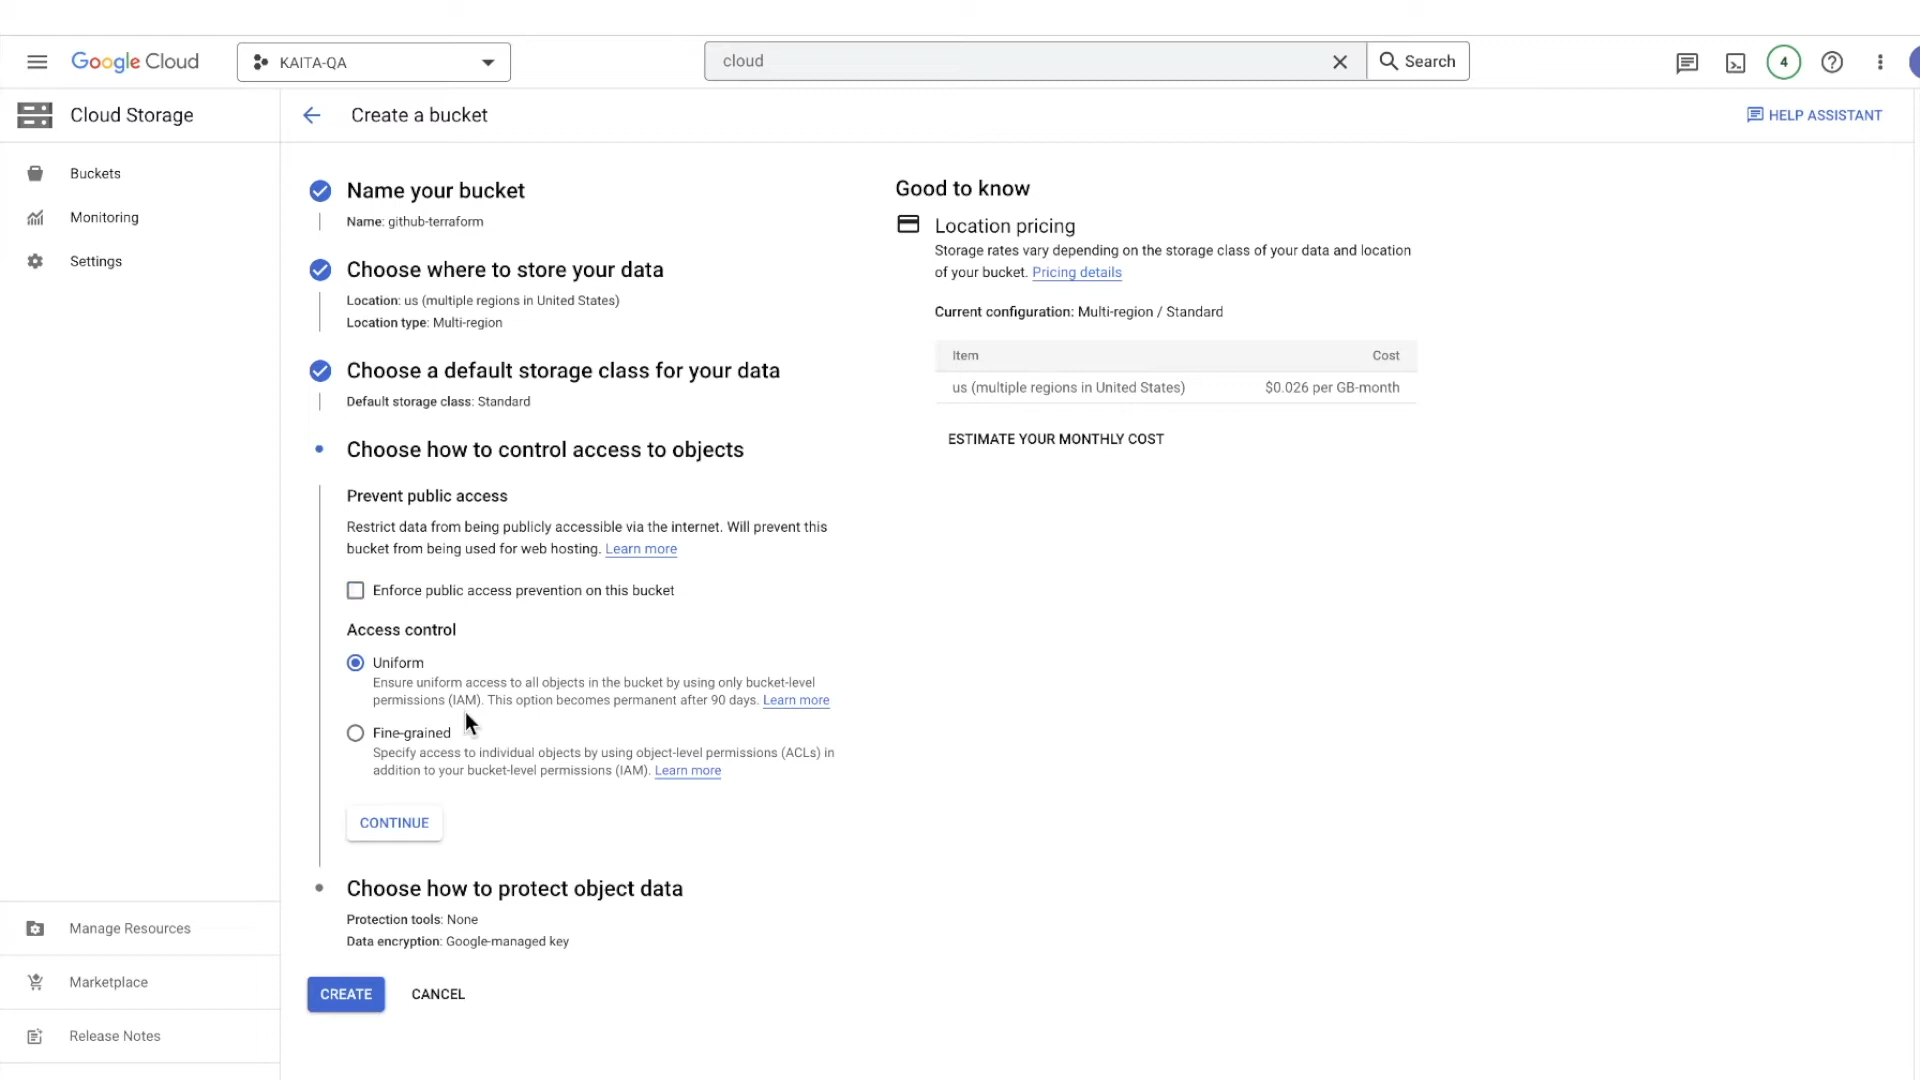 Google Cloud
KAITA-QA
cloud
Search
4
Cloud Storage
Create a bucket
HELP ASSISTANT
Buckets
Monitoring
Settings
Name your bucket
Name: github-terraform
Choose where to store your data
Location: us (multiple regions in United States)
Location type: Multi-region
Choose a default storage class for your data
Default storage class: Standard
Choose how to control access to objects
Prevent public access
Restrict data from being publicly accessible via the internet. Will prevent this
bucket from being used for web hosting. Learn more
Enforce public access prevention on this bucket
Access control
Uniform
Ensure uniform access to all objects in the bucket by using only bucket-level
permissions (IAM). This option becomes permanent after 90 days. Learn more
Fine-grained
Specify access to individual objects by using object-level permissions (ACLs) in
addition to your bucket-level permissions (IAM). Learn more
CONTINUE
Choose how to protect object data
Protection tools: None
Data encryption: Google-managed key
CREATE
CANCEL
Good to know
Location pricing
Storage rates vary depending on the storage class of your data and location
of your bucket. Pricing details
Current configuration: Multi-region / Standard
Item Cost
us (multiple regions in United States) $0.026 per GB-month
ESTIMATE YOUR MONTHLY COST
Manage Resources
Marketplace
Release Notes